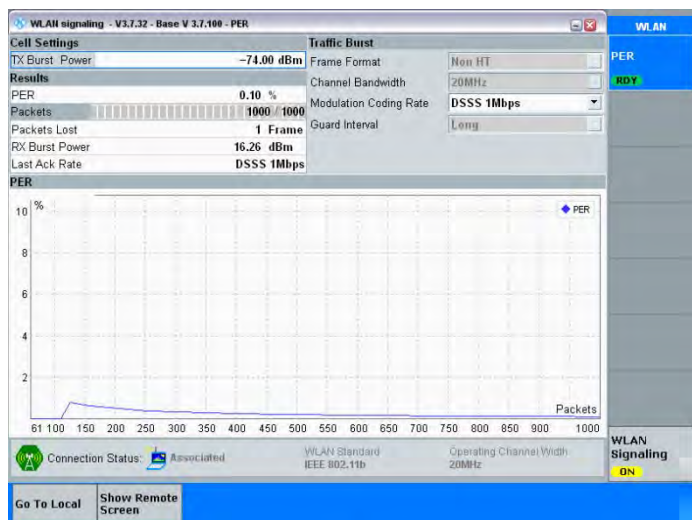 WLAN signaling - V3.7.32 - Base V 3.7.100 - PER
WLAN
Cell Settings
TX Burst Power -74.00 dBm
Results
PER 0.10 %
Packets 1000 / 1000
Packets Lost 1 Frame
RX Burst Power 16.26 dBm
Last Ack Rate DSSS 1Mbps
Traffic Burst
Frame Format Non HT
Channel Bandwidth 20MHz
Modulation Coding Rate DSSS 1Mbps
Guard Interval Long
PER
RDY
PER
%
PER
10
8
6
4
2
Packets
61 100 150 200 250 300 350 400 450 500 550 600 650 700 750 800 850 900 1000
Connection Status: Associated
WLAN Standard
IEEE 802.11b
Operating Channel Width
20MHz
WLAN
Signaling
ON
Go To Local
Show Remote
Screen